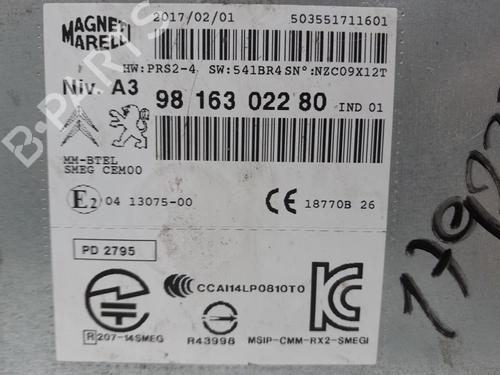 MAGNETI
MARELLI
2017/02/01 503551711601
HW:PRS2-4 SW:541BR4 SN°:NZC09X12T
Niv. A3 98 163 022 80 IND 01
MM-BTEL
SMEG CEM00
E2 04 13075-00 CE 18770B 26
PD 2795
CCAI14LP0810T0
R 207-14SMEG R43998 MSIP-CMM-RX2-SMEGI
B-PARTS